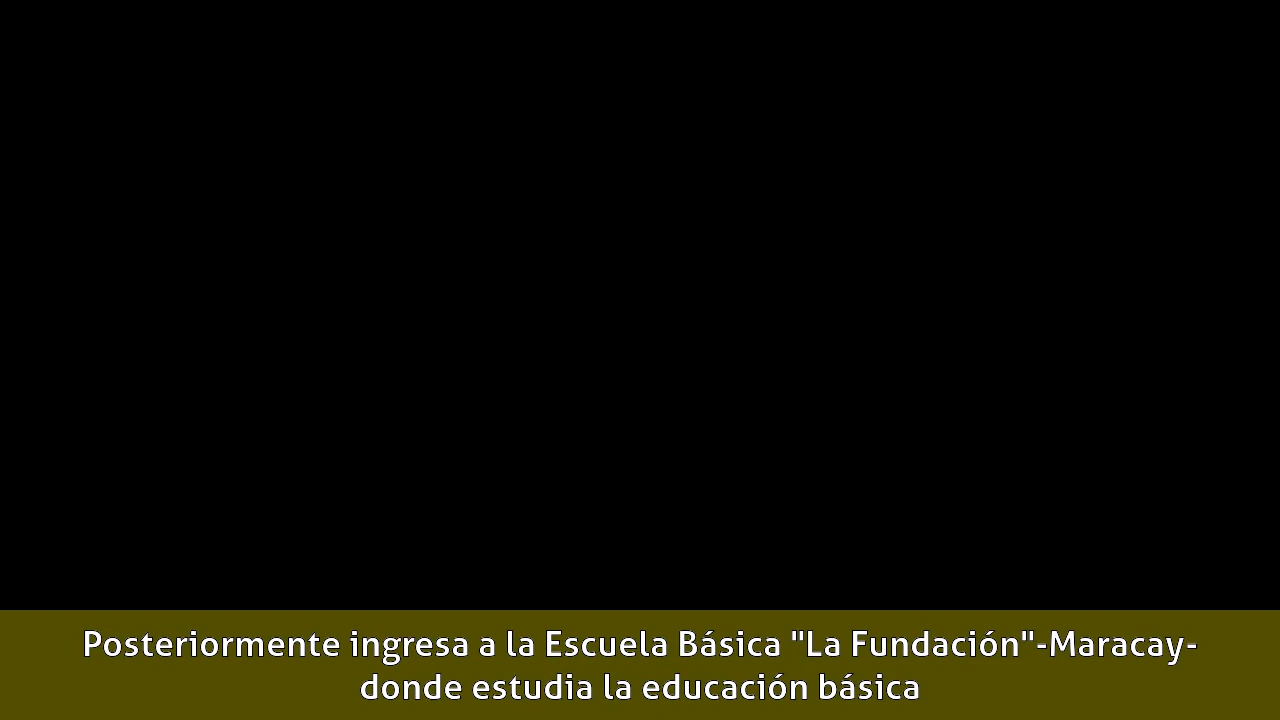 Posteriormente ingresa a la Escuela Básica "La Fundación"-Maracay-
donde estudia la educación básica